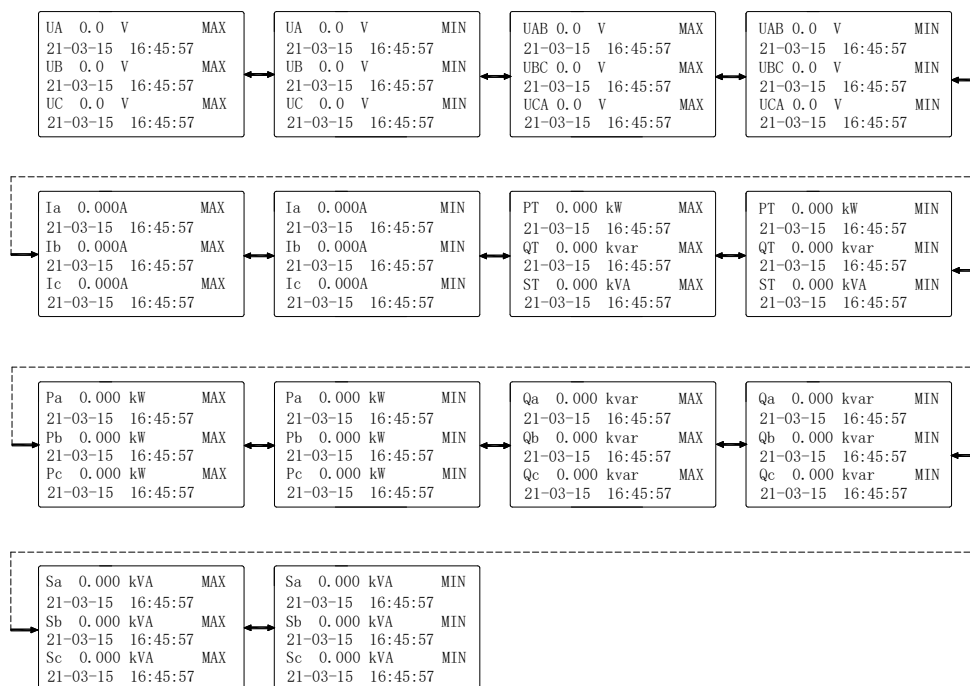 UA 0.0 V MAX
21-03-15 16:45:57
UB 0.0 V MAX
21-03-15 16:45:57
UC 0.0 V MAX
21-03-15 16:45:57
UA 0.0 V MIN
21-03-15 16:45:57
UB 0.0 V MIN
21-03-15 16:45:57
UC 0.0 V MIN
21-03-15 16:45:57
UAB 0.0 V MAX
21-03-15 16:45:57
UBC 0.0 V MAX
21-03-15 16:45:57
UCA 0.0 V MAX
21-03-15 16:45:57
UAB 0.0 V MIN
21-03-15 16:45:57
UBC 0.0 V MIN
21-03-15 16:45:57
UCA 0.0 V MIN
21-03-15 16:45:57
Ia 0.000A MAX
21-03-15 16:45:57
Ib 0.000A MAX
21-03-15 16:45:57
Ic 0.000A MAX
21-03-15 16:45:57
Ia 0.000A MIN
21-03-15 16:45:57
Ib 0.000A MIN
21-03-15 16:45:57
Ic 0.000A MIN
21-03-15 16:45:57
PT 0.000 kW MAX
21-03-15 16:45:57
QT 0.000 kvar MAX
21-03-15 16:45:57
ST 0.000 kVA MAX
21-03-15 16:45:57
PT 0.000 kW MIN
21-03-15 16:45:57
QT 0.000 kvar MIN
21-03-15 16:45:57
ST 0.000 kVA MIN
21-03-15 16:45:57
Pa 0.000 kW MAX
21-03-15 16:45:57
Pb 0.000 kW MAX
21-03-15 16:45:57
Pc 0.000 kW MAX
21-03-15 16:45:57
Pa 0.000 kW MIN
21-03-15 16:45:57
Pb 0.000 kW MIN
21-03-15 16:45:57
Pc 0.000 kW MIN
21-03-15 16:45:57
Qa 0.000 kvar MAX
21-03-15 16:45:57
Qb 0.000 kvar MAX
21-03-15 16:45:57
Qc 0.000 kvar MAX
21-03-15 16:45:57
Qa 0.000 kvar MIN
21-03-15 16:45:57
Qb 0.000 kvar MIN
21-03-15 16:45:57
Qc 0.000 kvar MIN
21-03-15 16:45:57
Sa 0.000 kVA MAX
21-03-15 16:45:57
Sb 0.000 kVA MAX
21-03-15 16:45:57
Sc 0.000 kVA MAX
21-03-15 16:45:57
Sa 0.000 kVA MIN
21-03-15 16:45:57
Sb 0.000 kVA MIN
21-03-15 16:45:57
Sc 0.000 kVA MIN
21-03-15 16:45:57